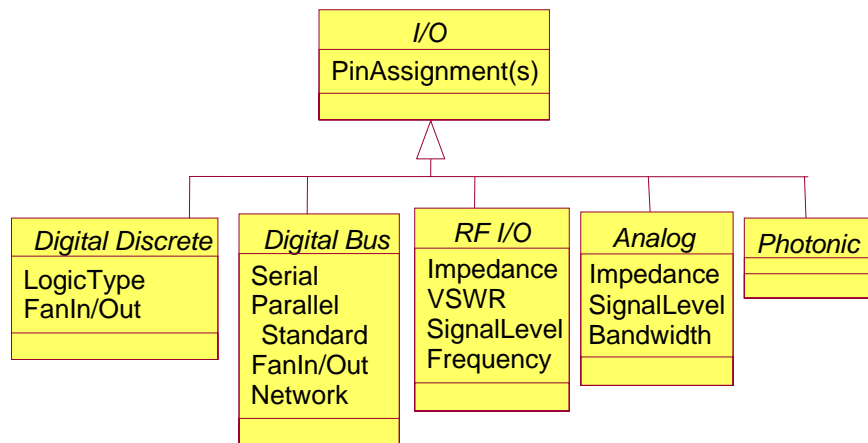 I/O
PinAssignment(s)
Digital Discrete
LogicType
FanIn/Out
Digital Bus
Serial
Parallel
Standard
FanIn/Out
Network
RF I/O
Impedance
VSWR
SignalLevel
Frequency
Analog
Impedance
SignalLevel
Bandwidth
Photonic